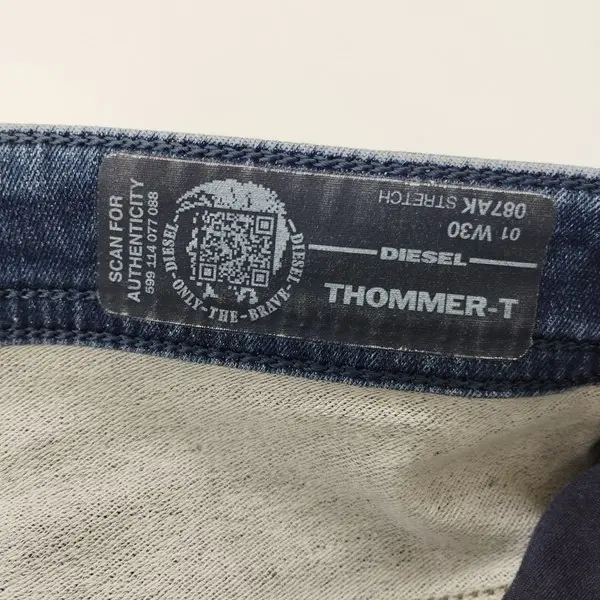 SCAN FOR
AUTHENTICITY
599 114 077 088
DIESEL
DIESEL
ONLY-THE-BRAVE
087AK STRETCH
01 W30
DIESEL
THOMMER-T